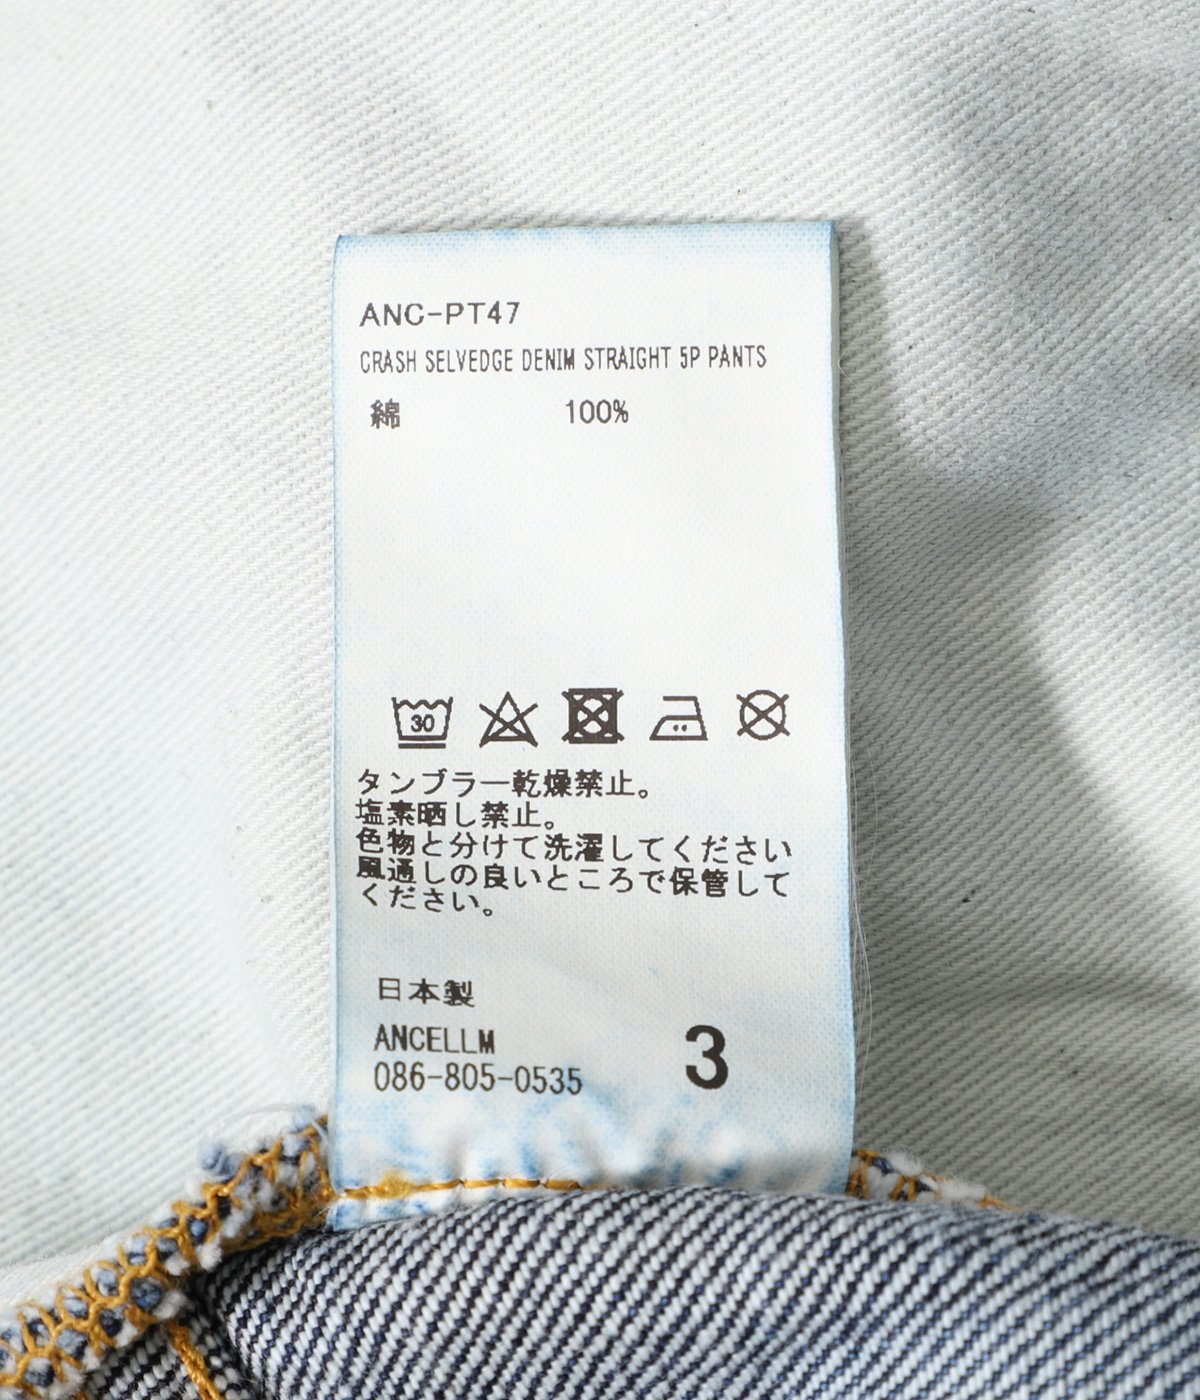 ANC-PT47
CRASH SELVEDGE DENIM STRAIGHT 5P PANTS
綿 100%
30
タンブラー乾燥禁止。
塩素晒し禁止。
色物と分けて洗濯してください
風通しの良いところで保管して
ください。
日本製
ANCELLM
086-805-0535
3